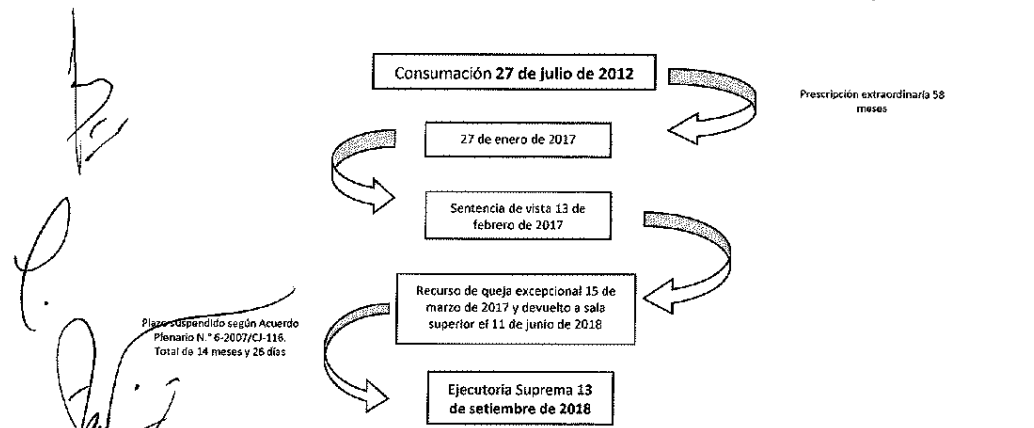 Consumación 27 de julio de 2012
Prescripción extraordinaria 58
meses
27 de enero de 2017
Sentencia de vista 13 de
febrero de 2017
Recurso de queja excepcional 15 de
marzo de 2017 y devuelto a sala
superior el 11 de junio de 2018
Plazo suspendido según Acuerdo
Plenario N.° 6-2007/CJ-116.
Total de 14 meses y 26 días
Ejecutoria Suprema 13
de setiembre de 2018